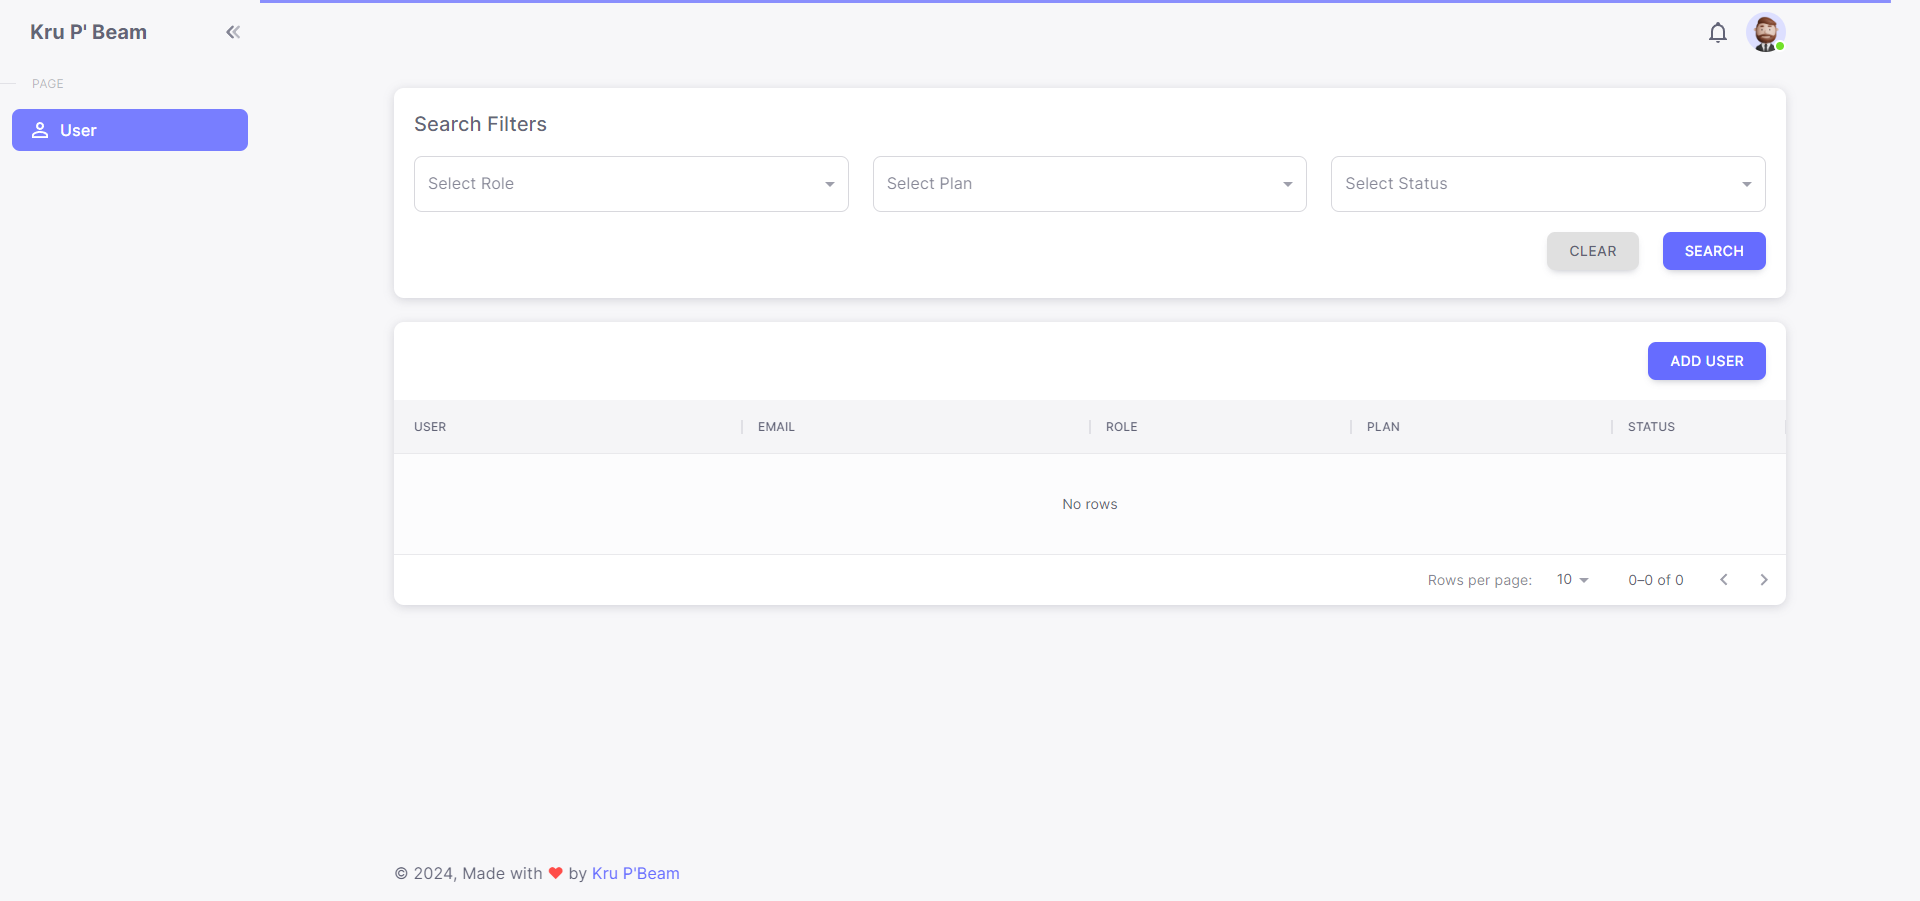 Kru P' Beam
PAGE
User
Search Filters
Select Role
Select Plan
Select Status
CLEAR
SEARCH
ADD USER
USER
EMAIL
ROLE
PLAN
STATUS
No rows
Rows per page: 10 0–0 of 0
© 2024, Made with ❤ by Kru P'Beam